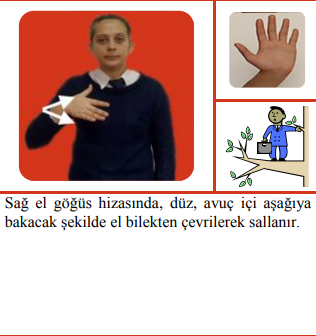 Sağ el göğüs hizasında, düz, avuç içi aşağıya
bakacak şekilde el bilekten çevrilerek sallanır.